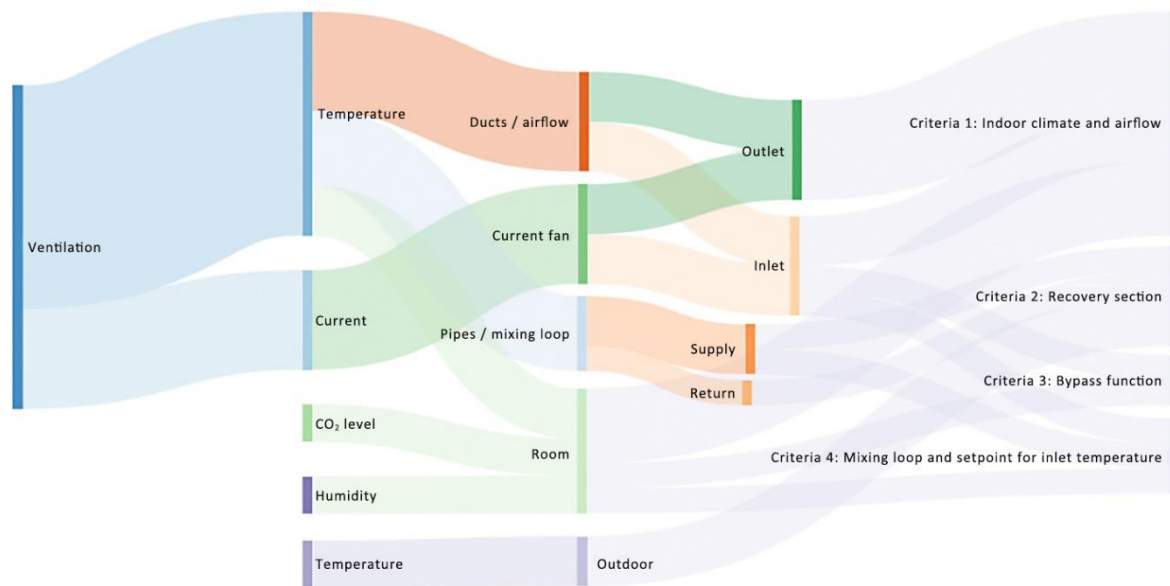 Ventilation
Temperature
Current
CO₂ level
Humidity
Temperature
Ducts / airflow
Current fan
Pipes / mixing loop
Room
Outdoor
Outlet
Inlet
Supply
Return
Criteria 1: Indoor climate and airflow
Criteria 2: Recovery section
Criteria 3: Bypass function
Criteria 4: Mixing loop and setpoint for inlet temperature